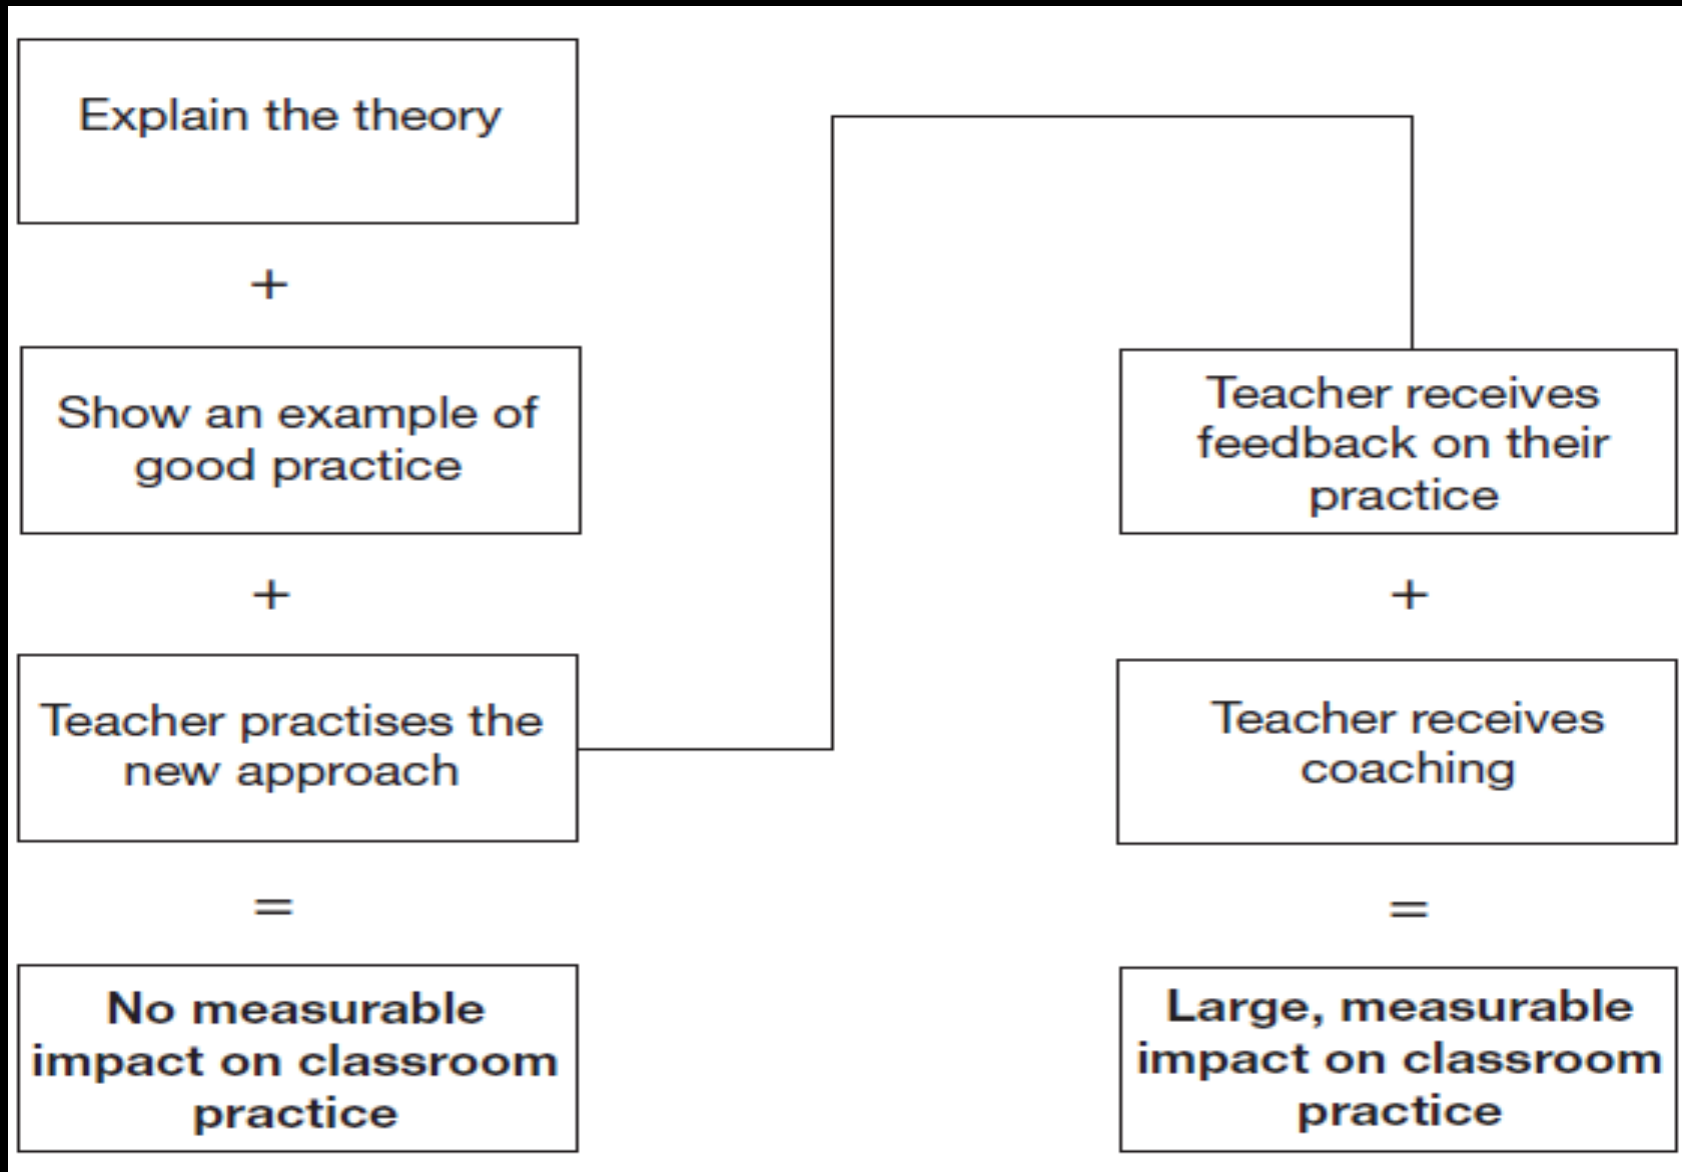 Explain the theory
+
Show an example of
good practice
+
Teacher practises the
new approach
=
No measurable
impact on classroom
practice
Teacher receives
feedback on their
practice
+
Teacher receives
coaching
=
Large, measurable
impact on classroom
practice